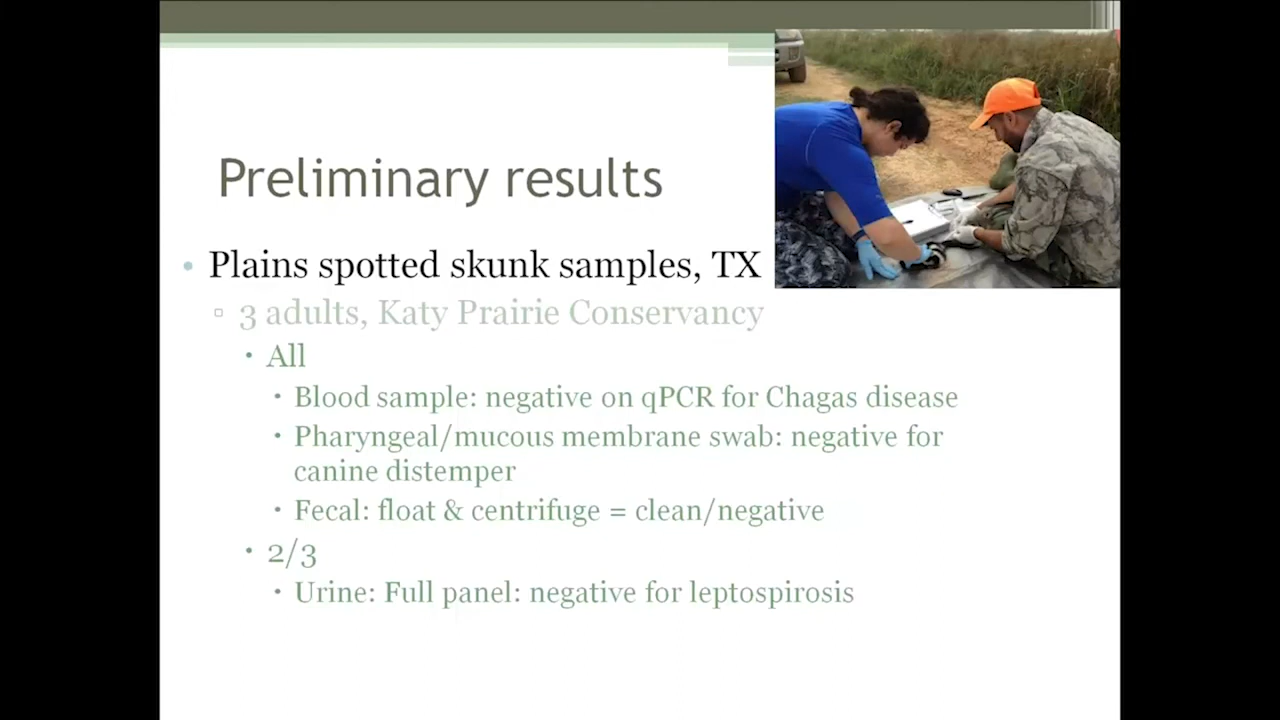 Preliminary results
Plains spotted skunk samples, TX
3 adults, Katy Prairie Conservancy
All
Blood sample: negative on qPCR for Chagas disease
Pharyngeal/mucous membrane swab: negative for
canine distemper
Fecal: float & centrifuge = clean/negative
2/3
Urine: Full panel: negative for leptospirosis